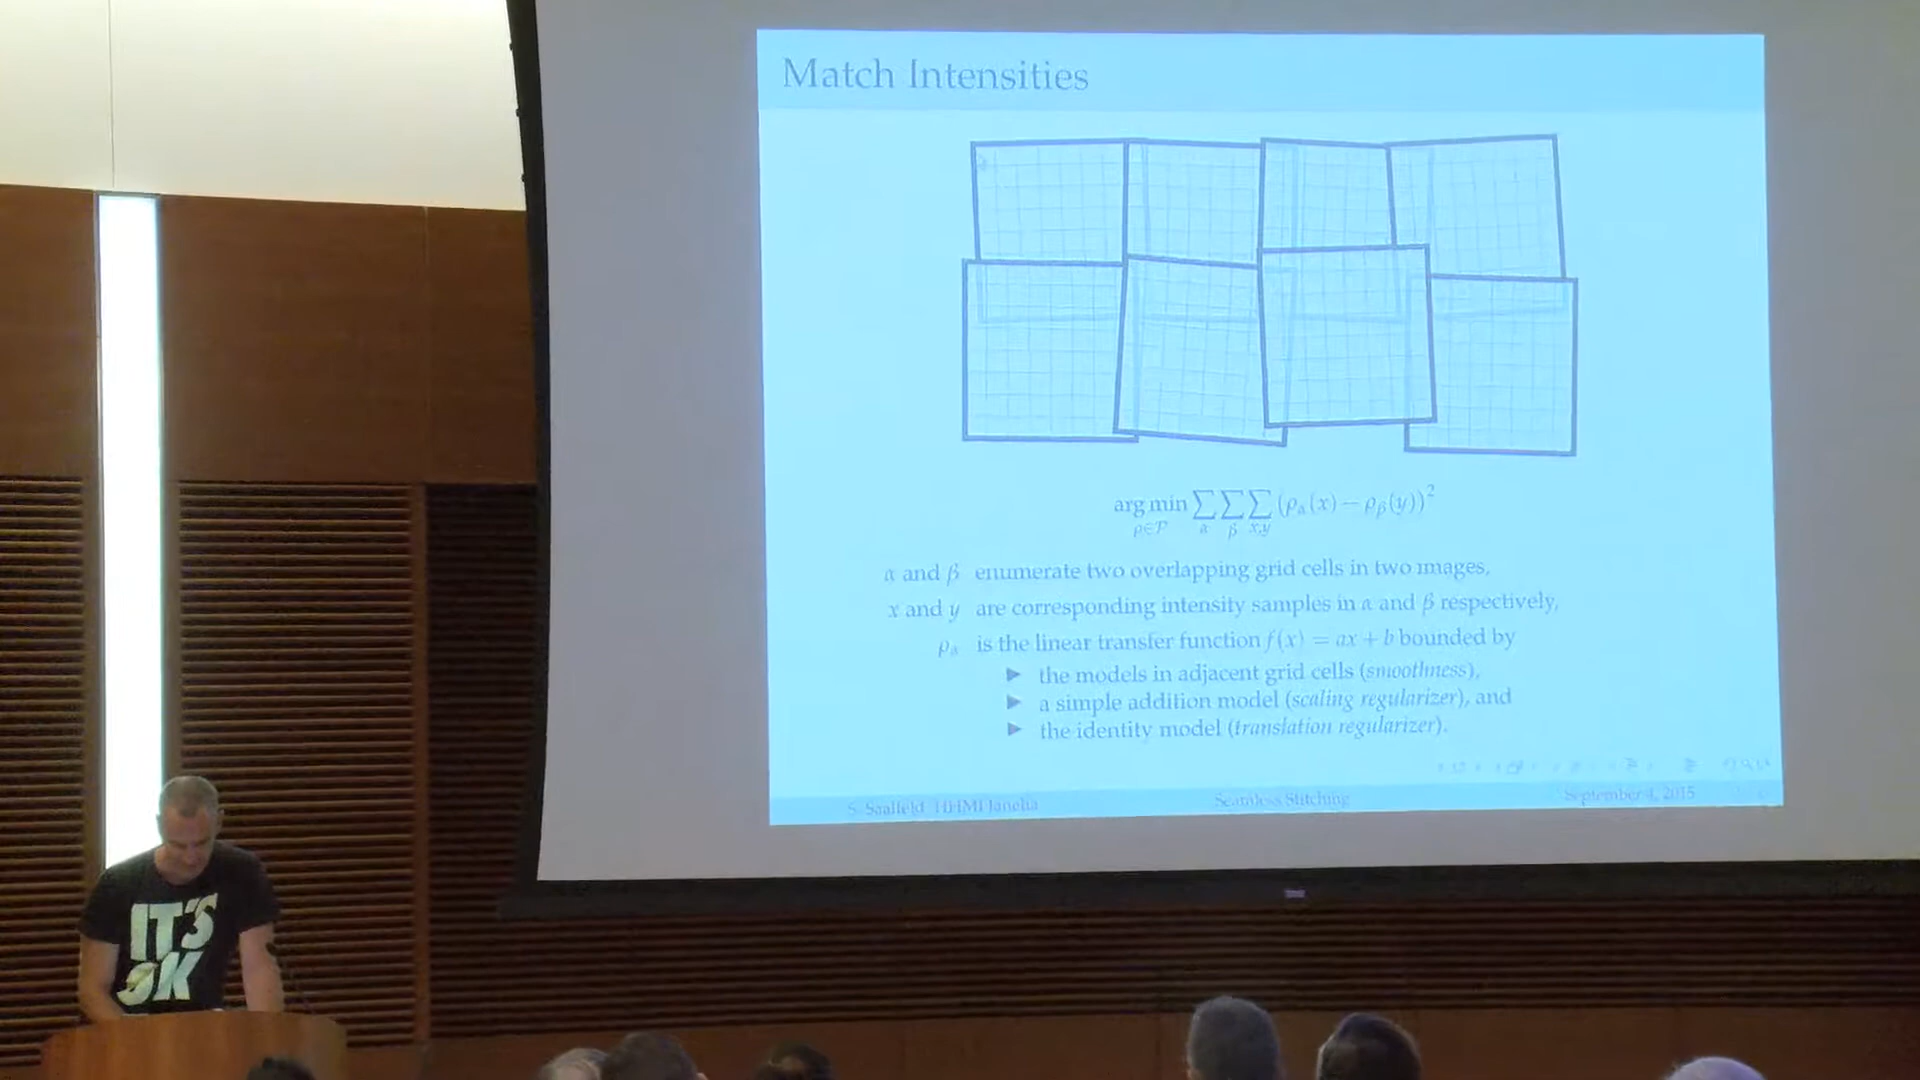 Match Intensities
arg min ∑ ∑ ∑ (ρα(x) − ρβ(y))²
ρ∈𝒫 α β x,y
α and β enumerate two overlapping grid cells in two images,
x and y are corresponding intensity samples in α and β respectively,
ρα is the linear transfer function f(x) = ax + b bounded by
▶ the models in adjacent grid cells (smoothness),
▶ a simple addition model (scaling regularizer), and
▶ the identity model (translation regularizer).
S. Saalfeld HHMI Janelia Seamless Stitching September 4, 2015
IT'S
OK